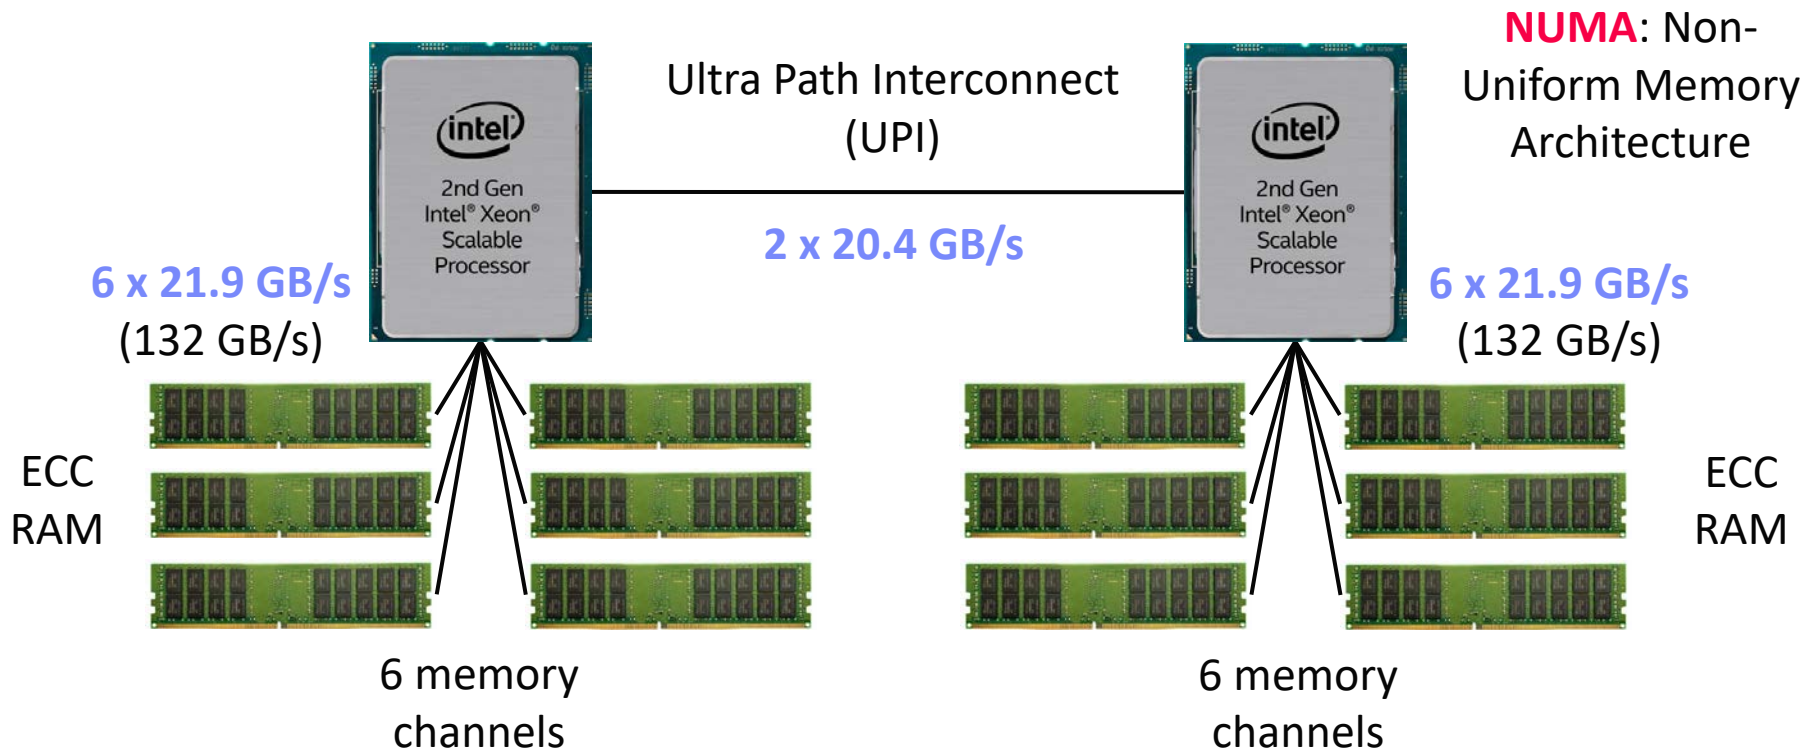 NUMA: Non-
Uniform Memory
Architecture
Ultra Path Interconnect
(UPI)
2 x 20.4 GB/s
intel
2nd Gen
Intel® Xeon®
Scalable
Processor
intel
2nd Gen
Intel® Xeon®
Scalable
Processor
6 x 21.9 GB/s
(132 GB/s)
6 x 21.9 GB/s
(132 GB/s)
ECC
RAM
ECC
RAM
6 memory
channels
6 memory
channels